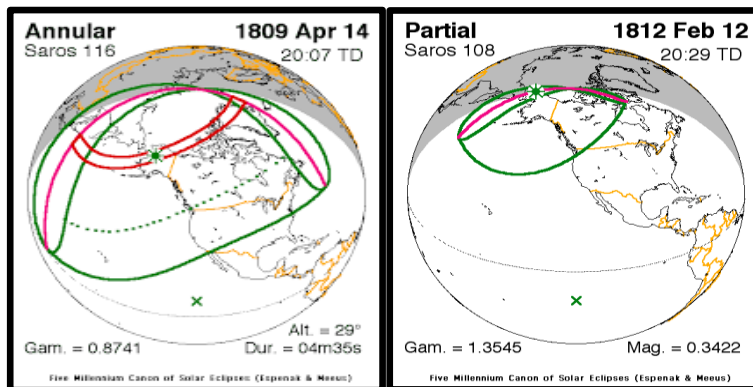 Annular 1809 Apr 14
Saros 116 20:07 TD
Alt. = 29°
Gam. = 0.8741 Dur. = 04m35s
Five Millennium Canon of Solar Eclipses (Espenak & Meeus)
Partial 1812 Feb 12
Saros 108 20:29 TD
Gam. = 1.3545 Mag. = 0.3422
Five Millennium Canon of Solar Eclipses (Espenak & Meeus)